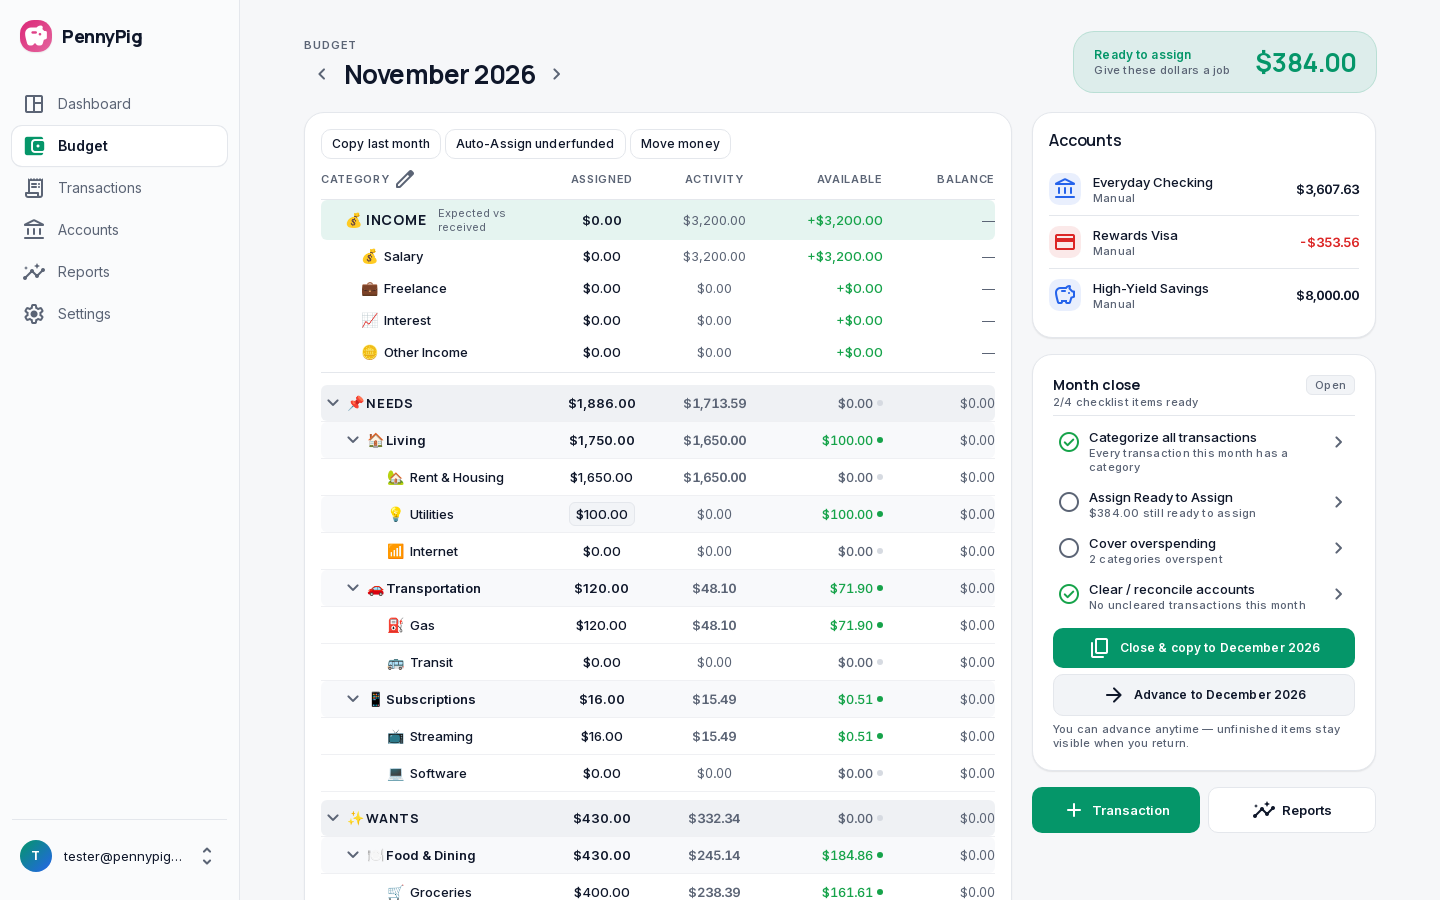 PennyPig
Dashboard
Budget
Transactions
Accounts
Reports
Settings
T
tester@pennypig...
BUDGET
November 2026
Ready to assign
Give these dollars a job
$384.00
Copy last month
Auto-Assign underfunded
Move money
CATEGORY ASSIGNED ACTIVITY AVAILABLE BALANCE
INCOME Expected vs received $0.00 $3,200.00 +$3,200.00 —
Salary $0.00 $3,200.00 +$3,200.00 —
Freelance $0.00 $0.00 +$0.00 —
Interest $0.00 $0.00 +$0.00 —
Other Income $0.00 $0.00 +$0.00 —
NEEDS $1,886.00 $1,713.59 $0.00 $0.00
Living $1,750.00 $1,650.00 $100.00 $0.00
Rent & Housing $1,650.00 $1,650.00 $0.00 $0.00
Utilities $100.00 $0.00 $100.00 $0.00
Internet $0.00 $0.00 $0.00 $0.00
Transportation $120.00 $48.10 $71.90 $0.00
Gas $120.00 $48.10 $71.90 $0.00
Transit $0.00 $0.00 $0.00 $0.00
Subscriptions $16.00 $15.49 $0.51 $0.00
Streaming $16.00 $15.49 $0.51 $0.00
Software $0.00 $0.00 $0.00 $0.00
WANTS $430.00 $332.34 $0.00 $0.00
Food & Dining $430.00 $245.14 $184.86 $0.00
Groceries $400.00 $238.39 $161.61 $0.00
Accounts
Everyday Checking
Manual
$3,607.63
Rewards Visa
Manual
-$353.56
High-Yield Savings
Manual
$8,000.00
Month close
Open
2/4 checklist items ready
Categorize all transactions
Every transaction this month has a
category
Assign Ready to Assign
$384.00 still ready to assign
Cover overspending
2 categories overspent
Clear / reconcile accounts
No uncleared transactions this month
Close & copy to December 2026
Advance to December 2026
You can advance anytime — unfinished items stay
visible when you return.
Transaction
Reports